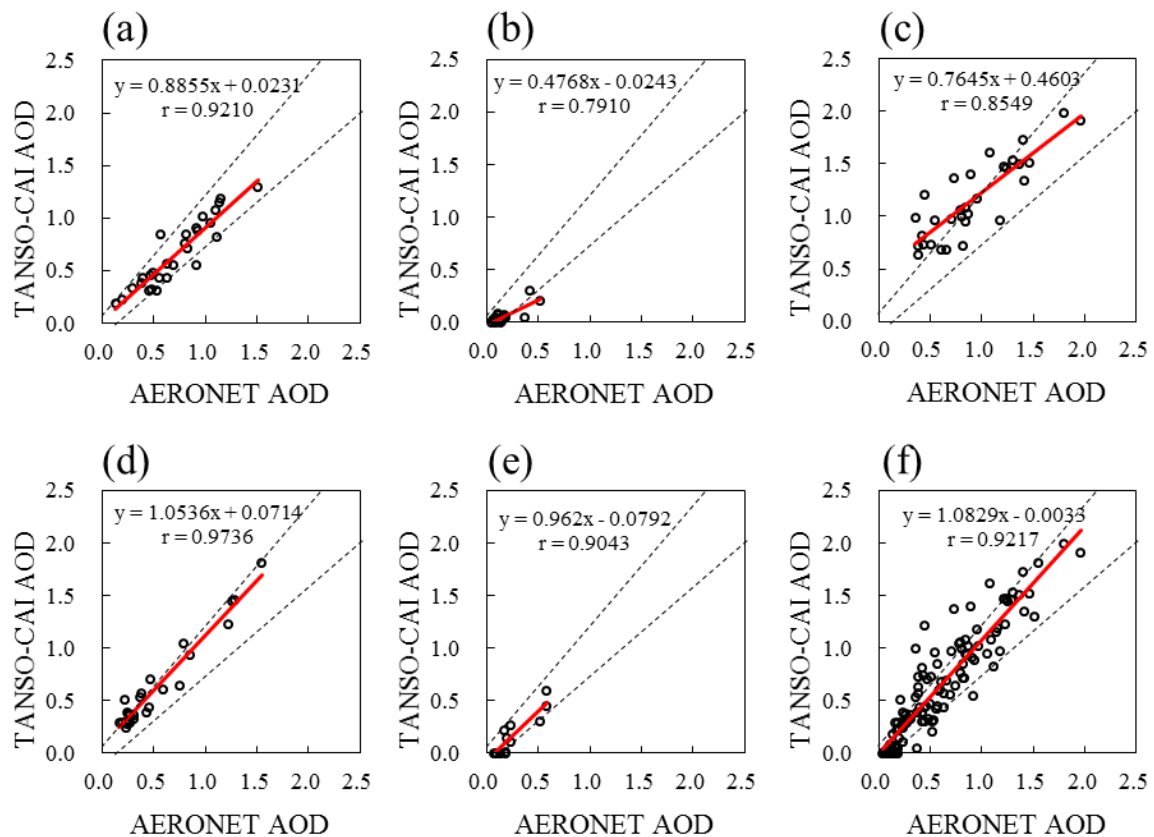 (a)
y = 0.8855x + 0.0231
r = 0.9210
TANSO-CAI AOD
2.5
2.0
1.5
1.0
0.5
0.0
0.0 0.5 1.0 1.5 2.0 2.5
AERONET AOD
(b)
y = 0.4768x - 0.0243
r = 0.7910
TANSO-CAI AOD
2.5
2.0
1.5
1.0
0.5
0.0
0.0 0.5 1.0 1.5 2.0 2.5
AERONET AOD
(c)
y = 0.7645x + 0.4603
r = 0.8549
TANSO-CAI AOD
2.5
2.0
1.5
1.0
0.5
0.0
0.0 0.5 1.0 1.5 2.0 2.5
AERONET AOD
(d)
y = 1.0536x + 0.0714
r = 0.9736
TANSO-CAI AOD
2.5
2.0
1.5
1.0
0.5
0.0
0.0 0.5 1.0 1.5 2.0 2.5
AERONET AOD
(e)
y = 0.962x - 0.0792
r = 0.9043
TANSO-CAI AOD
2.5
2.0
1.5
1.0
0.5
0.0
0.0 0.5 1.0 1.5 2.0 2.5
AERONET AOD
(f)
y = 1.0829x - 0.0033
r = 0.9217
TANSO-CAI AOD
2.5
2.0
1.5
1.0
0.5
0.0
0.0 0.5 1.0 1.5 2.0 2.5
AERONET AOD